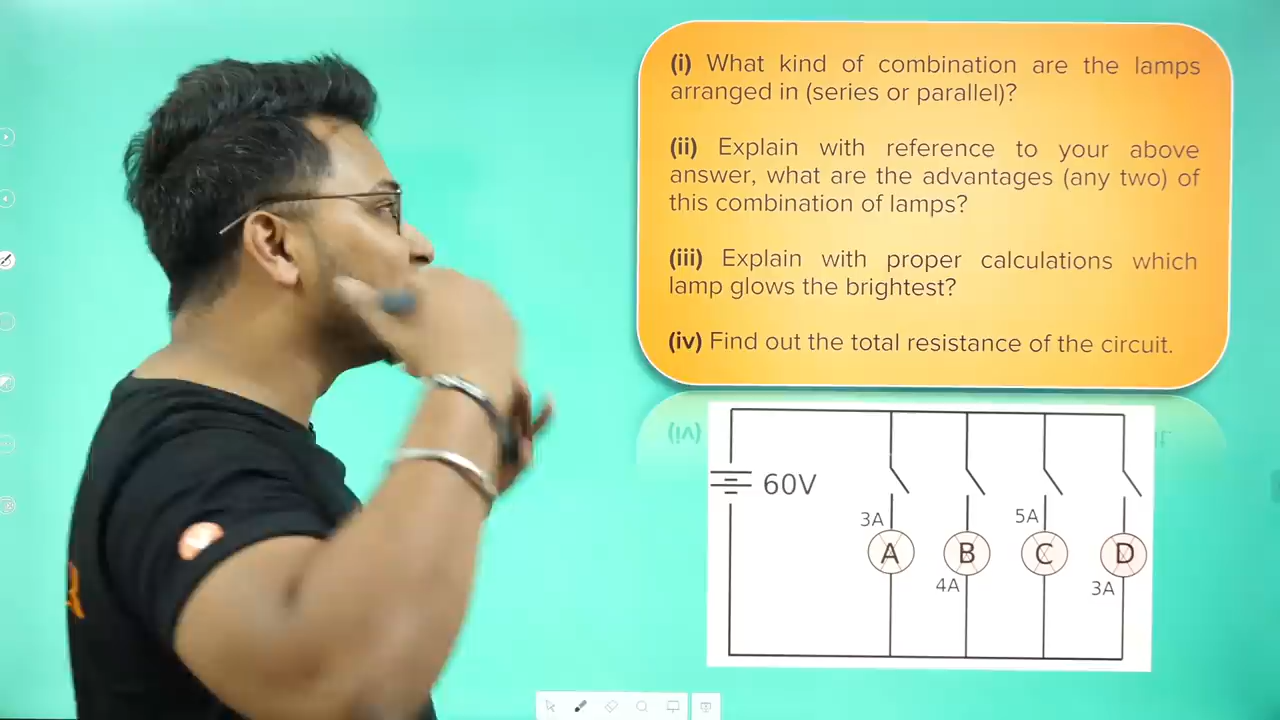 (i) What kind of combination are the lamps
arranged in (series or parallel)?
(ii) Explain with reference to your above
answer, what are the advantages (any two) of
this combination of lamps?
(iii) Explain with proper calculations which
lamp glows the brightest?
(iv) Find out the total resistance of the circuit.
(iv)
60V
3A
5A
A
B
C
D
4A
3A